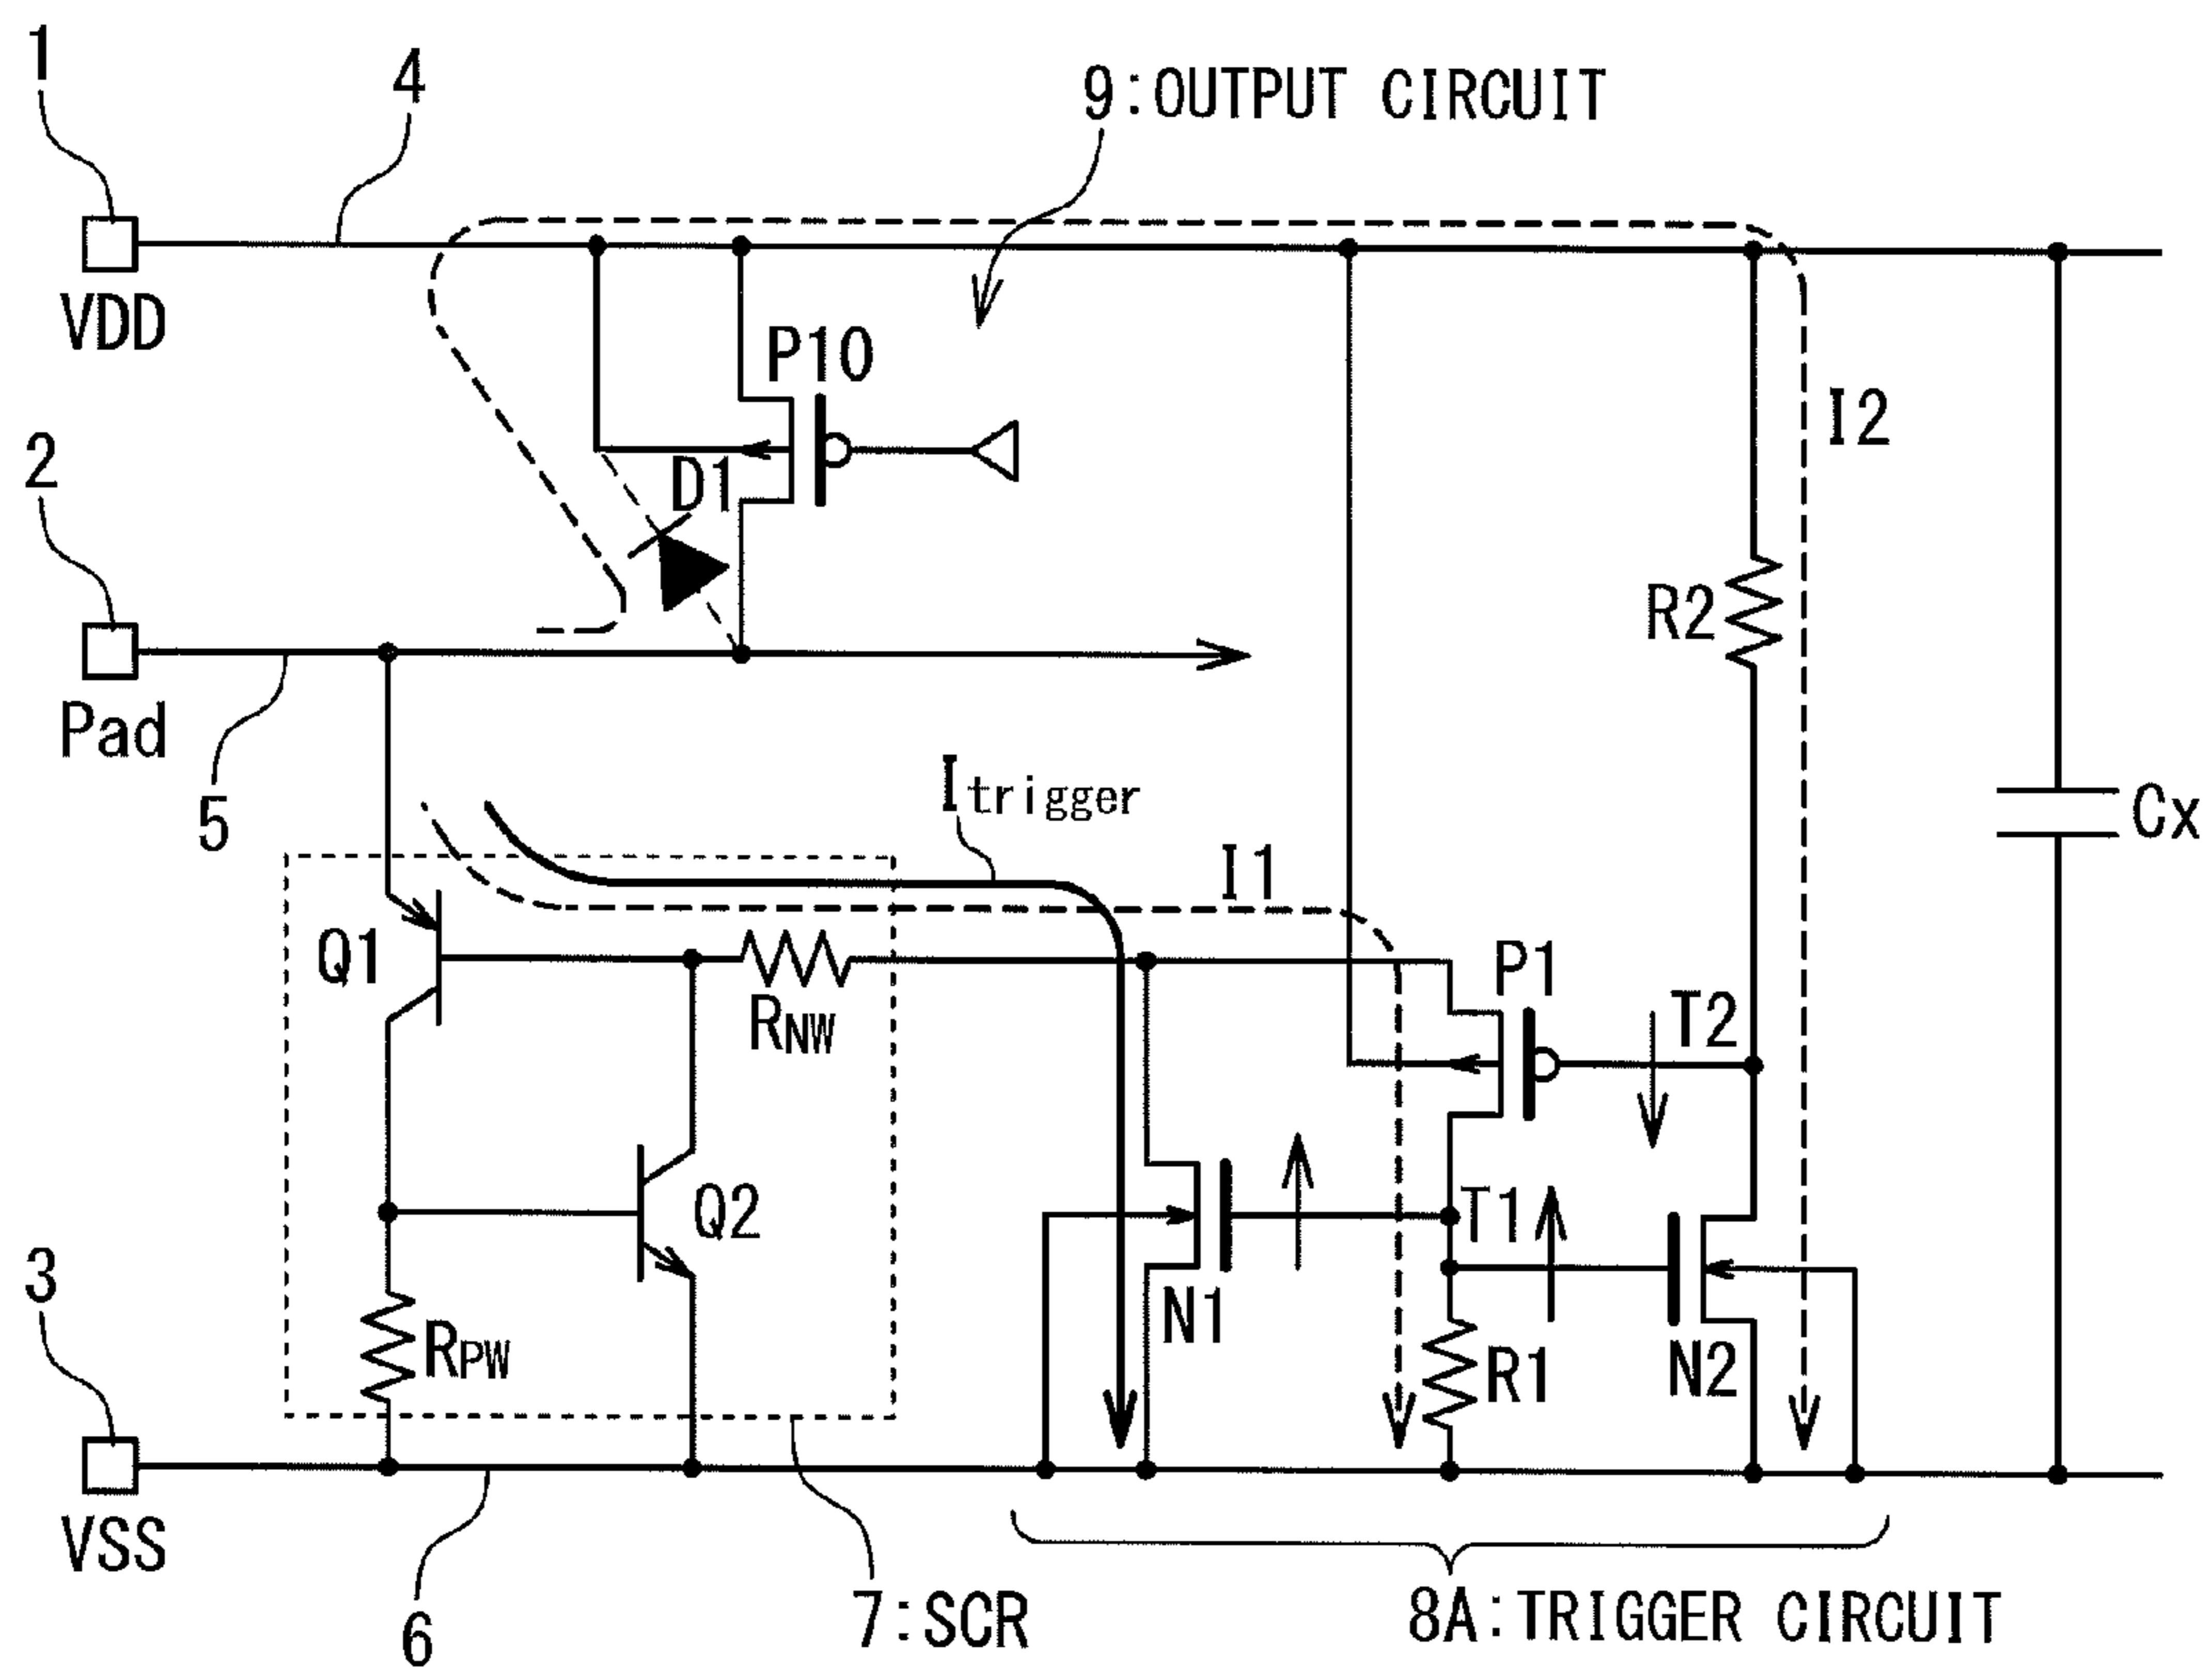 1
4
9:OUTPUT CIRCUIT
VDD
P10
I2
2
D1
R2
Pad
5
Itrigger
Cx
I1
Q1
RNW
P1
T2
Q2
T1
3
N1
RPW
R1
N2
VSS
6
7:SCR
8A:TRIGGER CIRCUIT